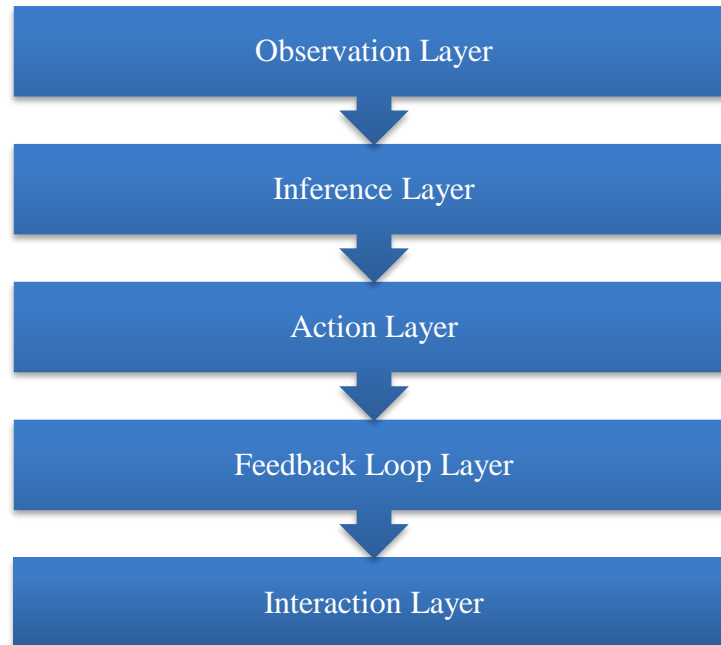 Observation Layer
Inference Layer
Action Layer
Feedback Loop Layer
Interaction Layer